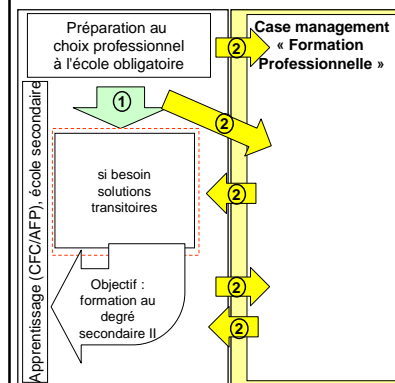 Préparation au
choix professionnel
à l'école obligatoire
2
Case management
« Formation
Professionnelle »
1
2
Apprentissage (CFC/AFP), école secondaire
si besoin
solutions
transitoires
2
Objectif :
formation au
degré
secondaire II
2
2